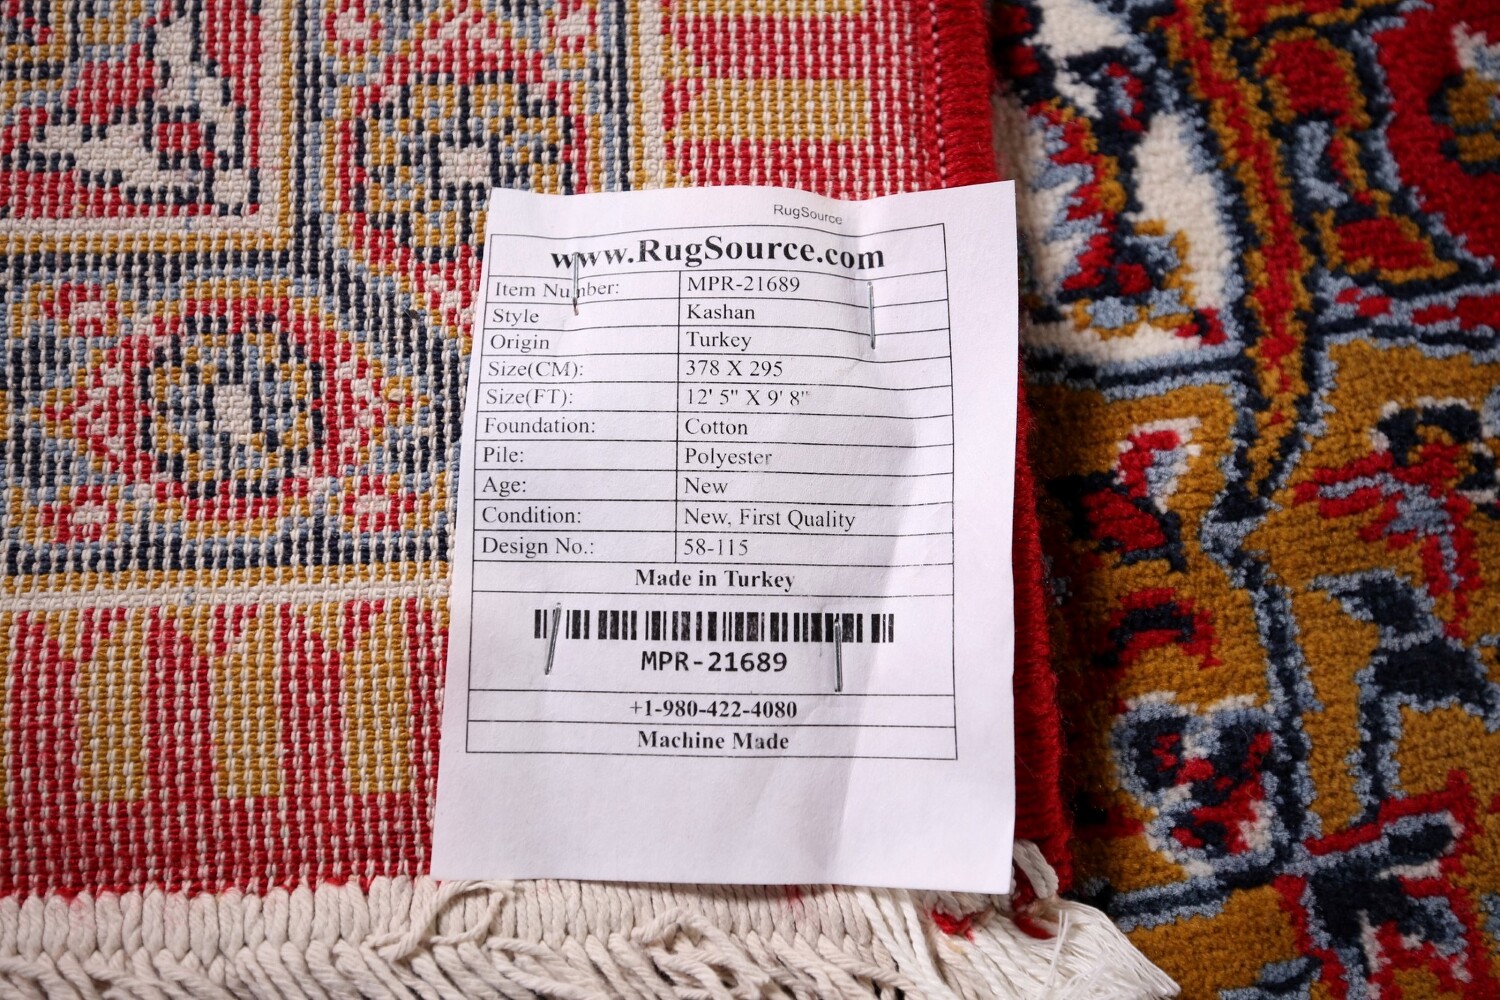 RugSource
www.RugSource.com
Item Number: MPR-21689
Style Kashan
Origin Turkey
Size(CM): 378 X 295
Size(FT): 12' 5" X 9' 8"
Foundation: Cotton
Pile: Polyester
Age: New
Condition: New, First Quality
Design No.: 58-115
Made in Turkey
MPR-21689
+1-980-422-4080
Machine Made